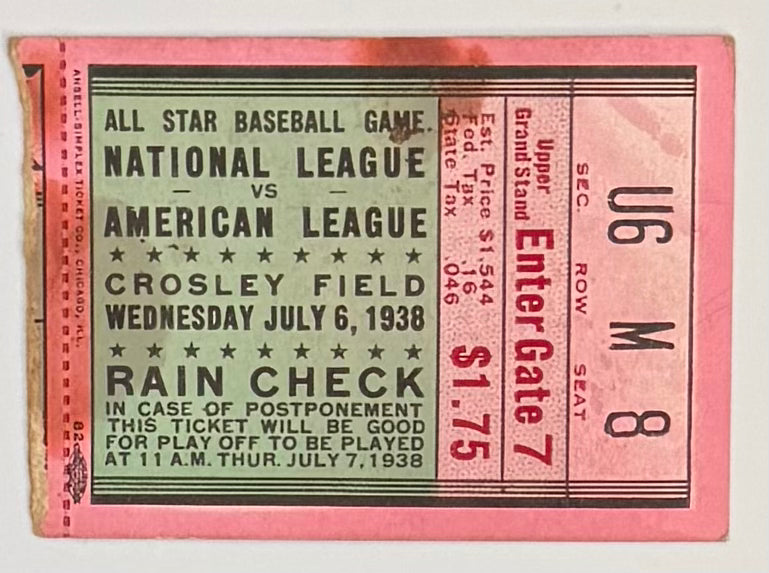 ALL STAR BASEBALL GAME.
NATIONAL LEAGUE
– VS –
AMERICAN LEAGUE
★ ★ ★ ★ ★ ★ ★ ★ ★
CROSLEY FIELD
WEDNESDAY JULY 6, 1938
★ ★ ★ ★ ★ ★ ★ ★ ★
RAIN CHECK
IN CASE OF POSTPONEMENT
THIS TICKET WILL BE GOOD
FOR PLAY OFF TO BE PLAYED
AT 11 A.M. THUR. JULY 7, 1938
Est. Price $1.544
Fed. Tax .16
State Tax .046
$1.75
Upper
Grand Stand
Enter Gate 7
SEC. ROW SEAT
U6 M 8
ANSELL-SIMPLEX TICKET CO., CHICAGO, ILL.
82